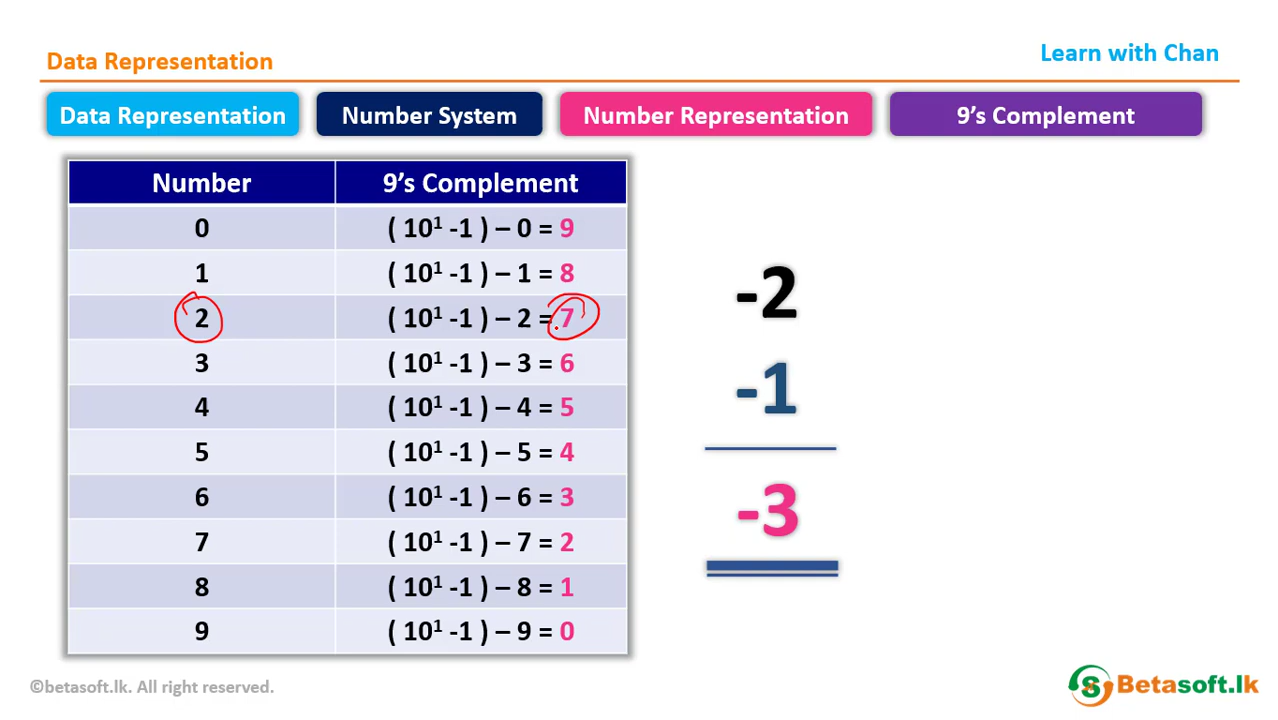 Data Representation
Learn with Chan
Data Representation Number System Number Representation 9’s Complement
Number 9’s Complement
0 ( 10¹ -1 ) – 0 = 9
1 ( 10¹ -1 ) – 1 = 8
2 ( 10¹ -1 ) – 2 = 7
3 ( 10¹ -1 ) – 3 = 6
4 ( 10¹ -1 ) – 4 = 5
5 ( 10¹ -1 ) – 5 = 4
6 ( 10¹ -1 ) – 6 = 3
7 ( 10¹ -1 ) – 7 = 2
8 ( 10¹ -1 ) – 8 = 1
9 ( 10¹ -1 ) – 9 = 0
-2
-1
-3
©betasoft.lk. All right reserved.
Betasoft.lk